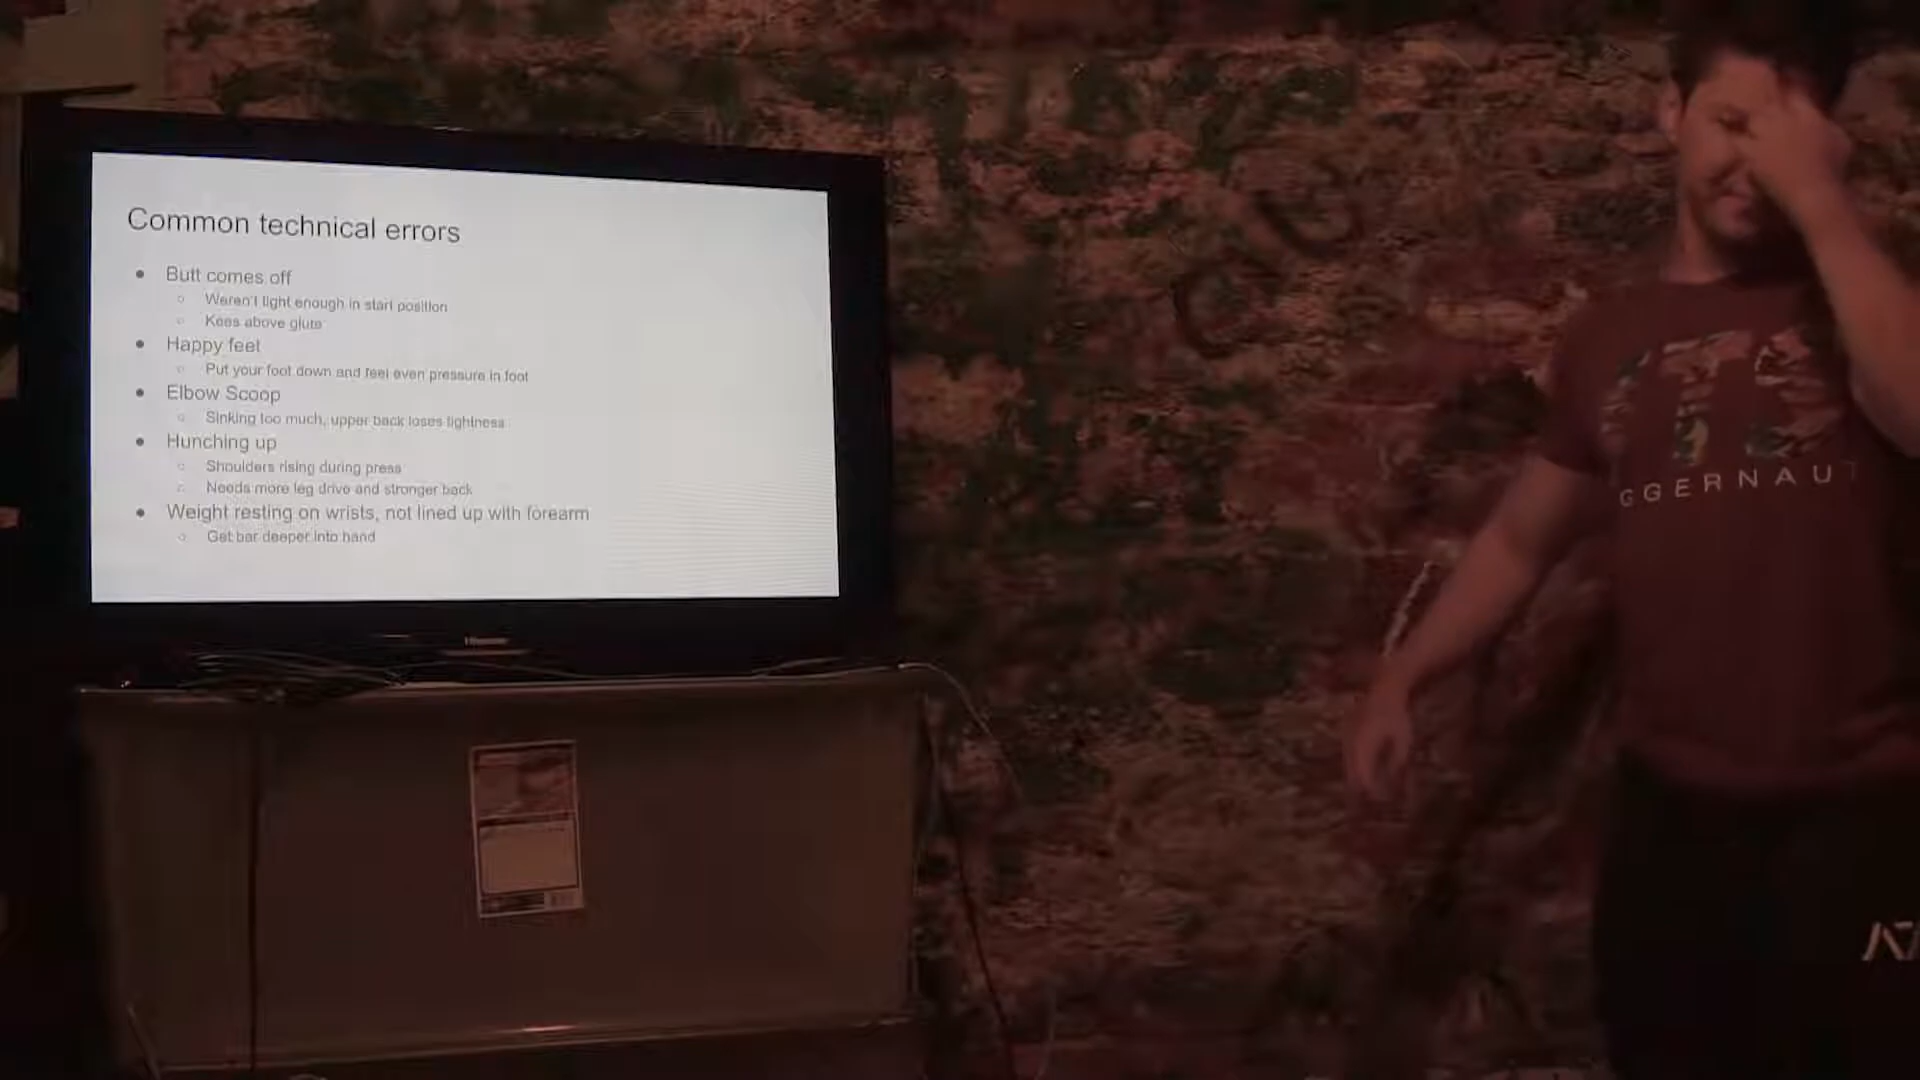 Common technical errors
Butt comes off
Weren't tight enough in start position
Kees above glute
Happy feet
Put your foot down and feel even pressure in foot
Elbow Scoop
Sinking too much, upper back loses tightness
Hunching up
Shoulders rising during press
Needs more leg drive and stronger back
Weight resting on wrists, not lined up with forearm
Get bar deeper into hand
Hisense
JTS
GGERNAUT